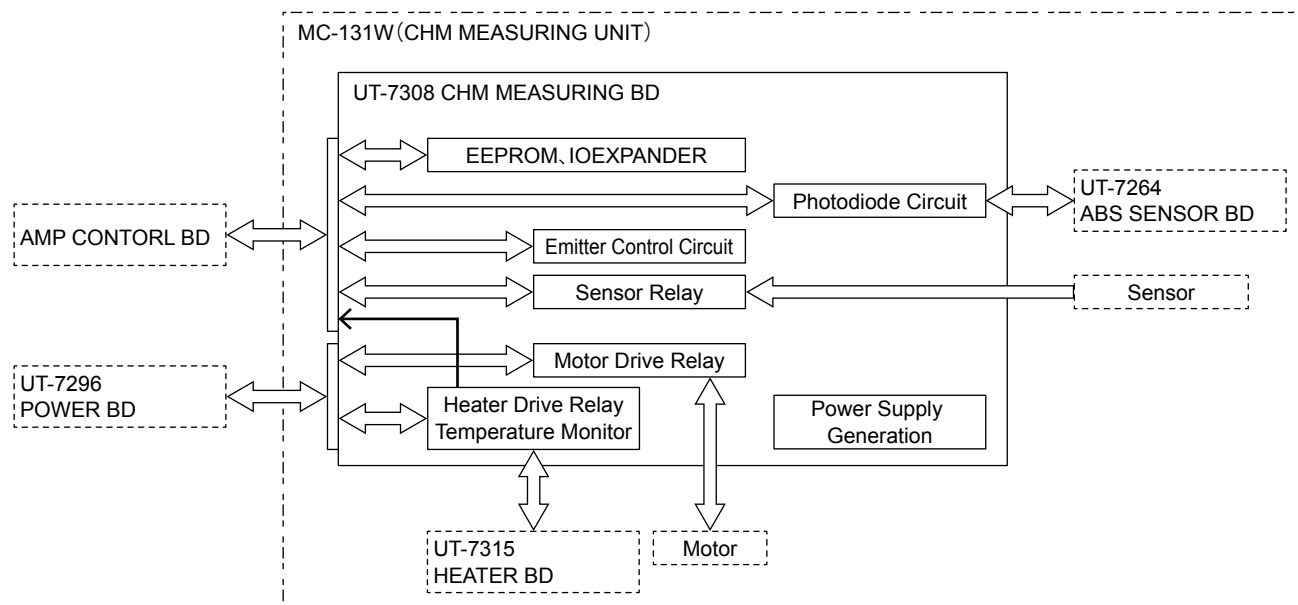 MC-131W（CHM MEASURING UNIT）
UT-7308 CHM MEASURING BD
EEPROM、IOEXPANDER
Photodiode Circuit
UT-7264
ABS SENSOR BD
AMP CONTORL BD
Emitter Control Circuit
Sensor Relay
Sensor
Motor Drive Relay
UT-7296
POWER BD
Heater Drive Relay
Temperature Monitor
Power Supply
Generation
UT-7315
HEATER BD
Motor